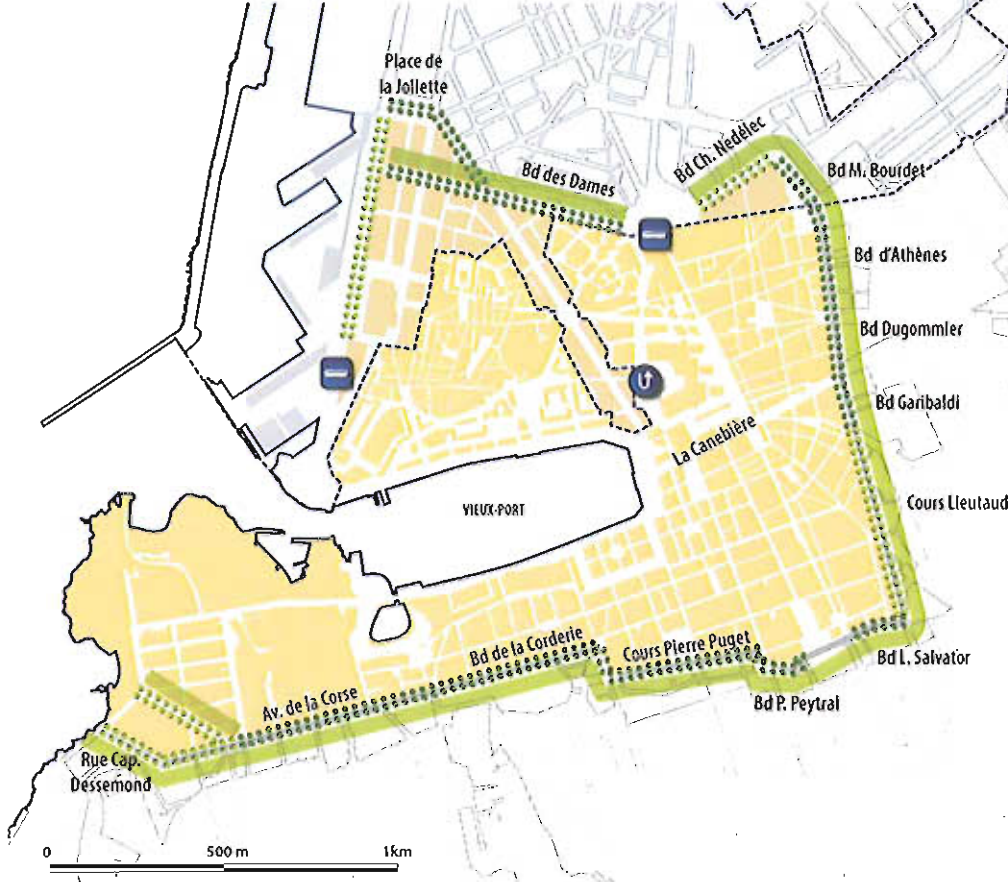 Place de
la Joliette
Bd des Dames
Bd Ch. Nédélec
Bd M. Bourdet
Bd d'Athènes
Bd Dugommier
Bd Garibaldi
La Canebière
Cours Lieutaud
VIEUX-PORT
Bd de la Corderie
Cours Pierre Puget
Bd L. Salvator
Bd P. Peytral
Av. de la Corse
Rue Cap.
Dessemond
0 500 m 1km